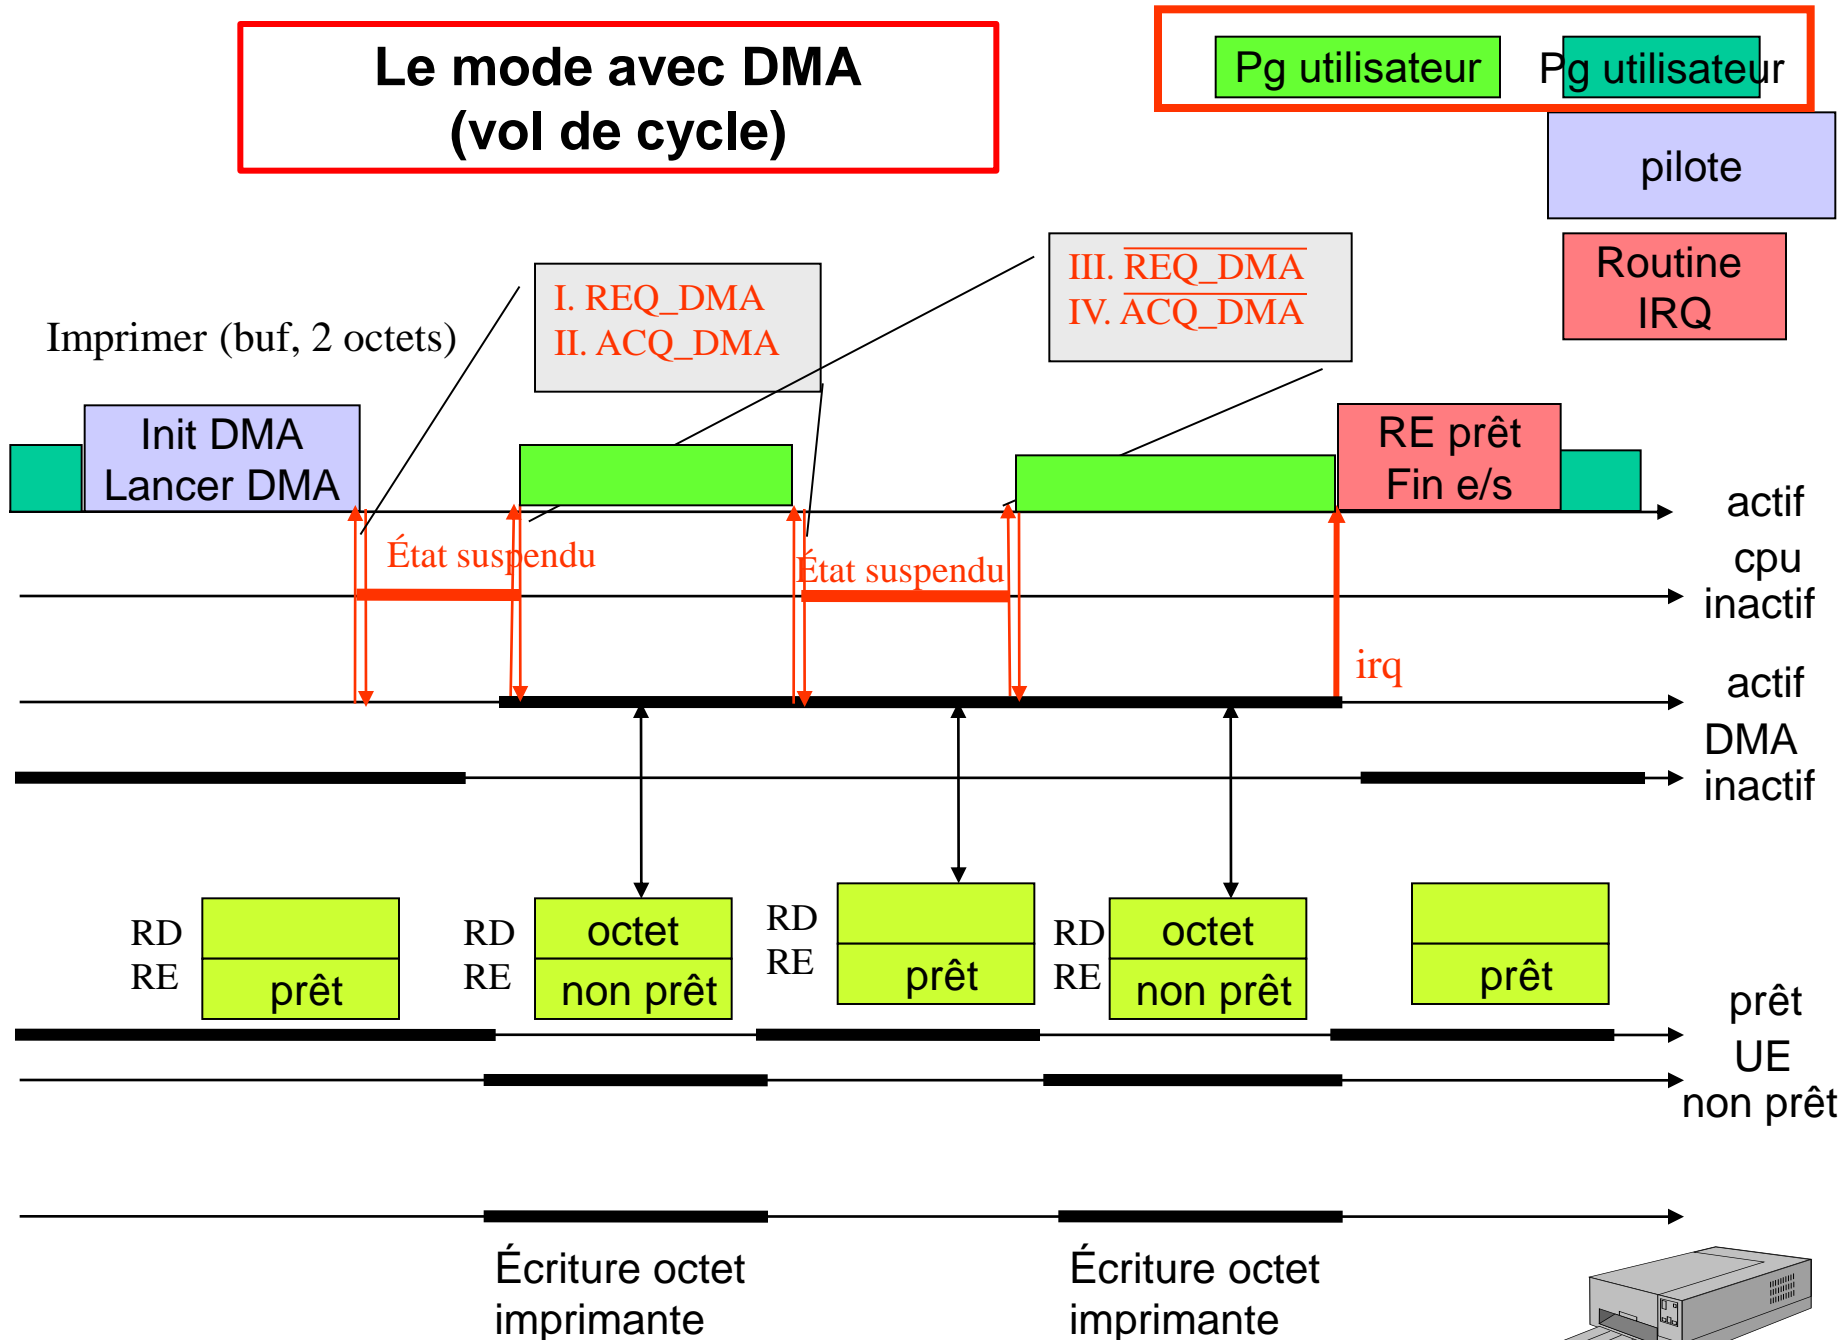 Le mode avec DMA
(vol de cycle)
Pg utilisateur
Pg utilisateur
pilote
Routine
IRQ
I. REQ_DMA
II. ACQ_DMA
III. REQ_DMA
IV. ACQ_DMA
Imprimer (buf, 2 octets)
Init DMA
Lancer DMA
RE prêt
Fin e/s
actif
cpu
inactif
État suspendu
État suspendu
irq
actif
DMA
inactif
RD
RE
prêt
RD
RE
octet
non prêt
RD
RE
prêt
RD
RE
octet
non prêt
prêt
prêt
UE
non prêt
Écriture octet
imprimante
Écriture octet
imprimante